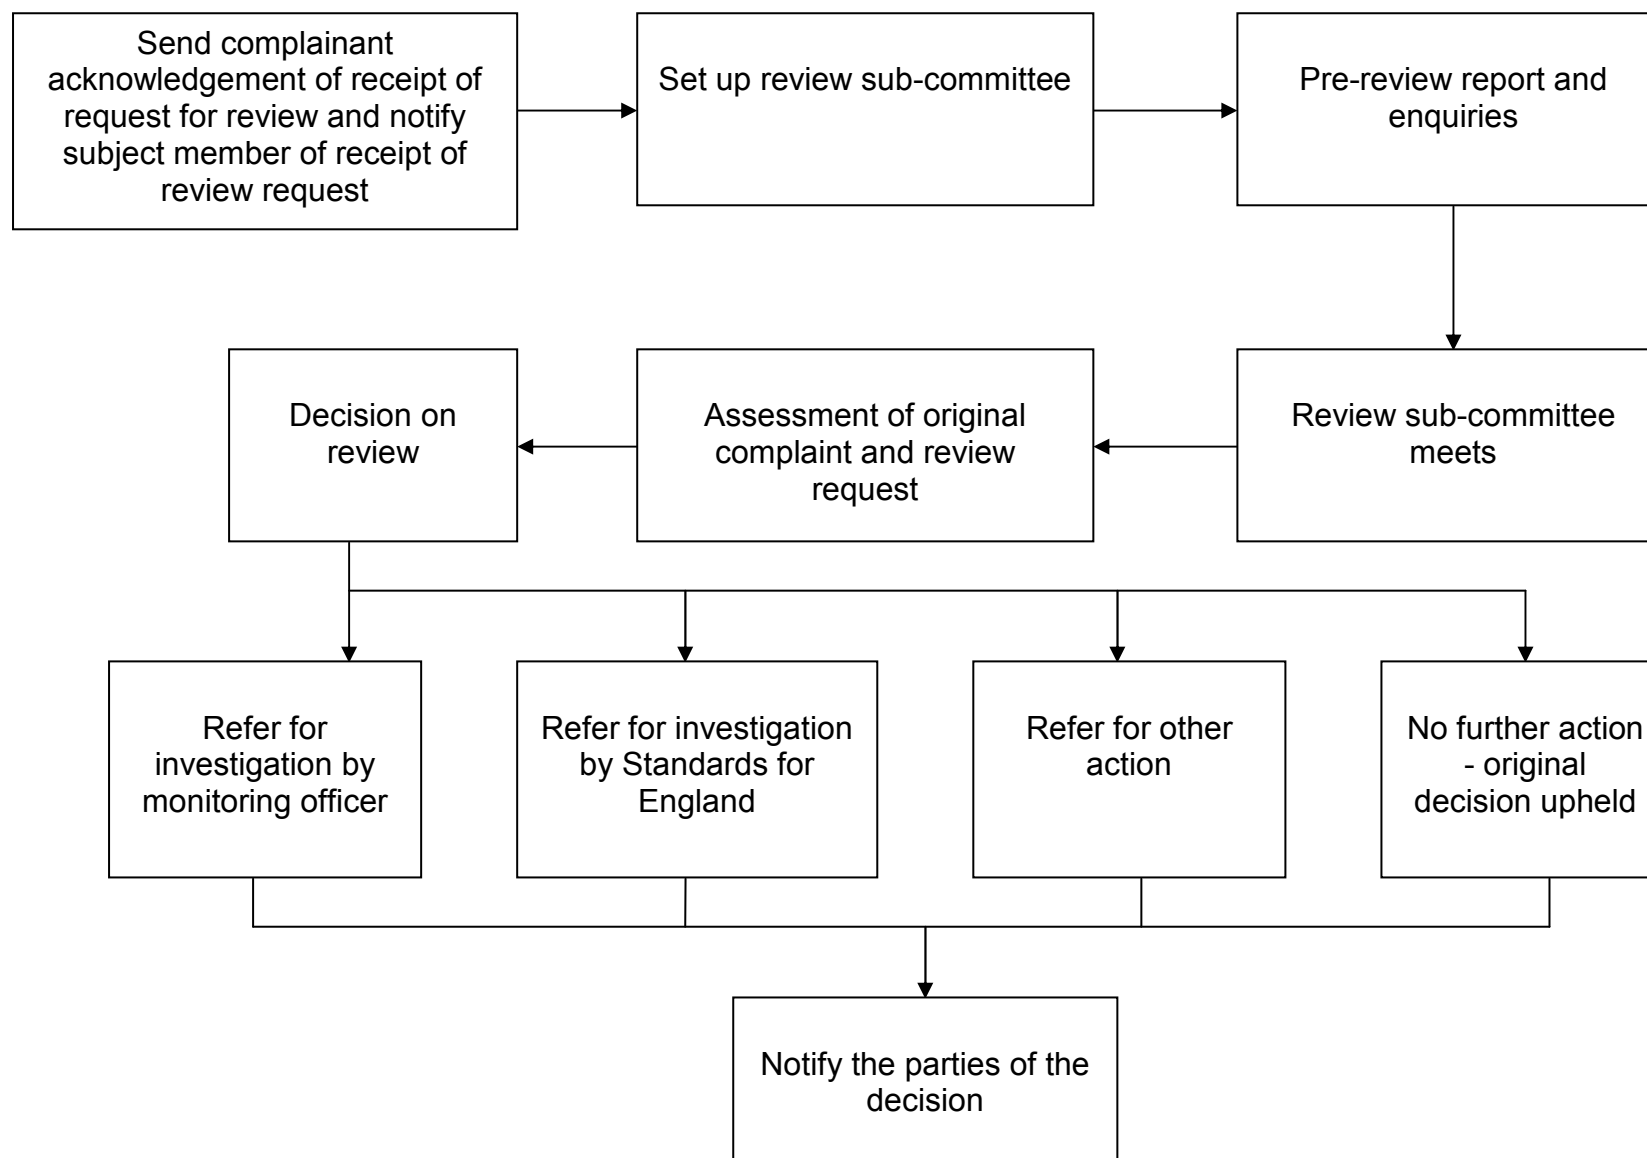 Send complainant
acknowledgement of receipt of
request for review and notify
subject member of receipt of
review request
Set up review sub-committee
Pre-review report and
enquiries
Review sub-committee
meets
Assessment of original
complaint and review
request
Decision on
review
Refer for
investigation by
monitoring officer
Refer for investigation
by Standards for
England
Refer for other
action
No further action
- original
decision upheld
Notify the parties of the
decision